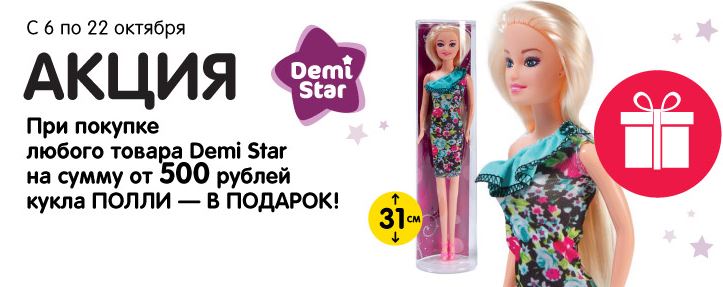 С 6 по 22 октября
АКЦИЯ
Demi
Star
При покупке
любого товара Demi Star
на сумму от 500 рублей
кукла ПОЛЛИ — В ПОДАРОК!
31 см